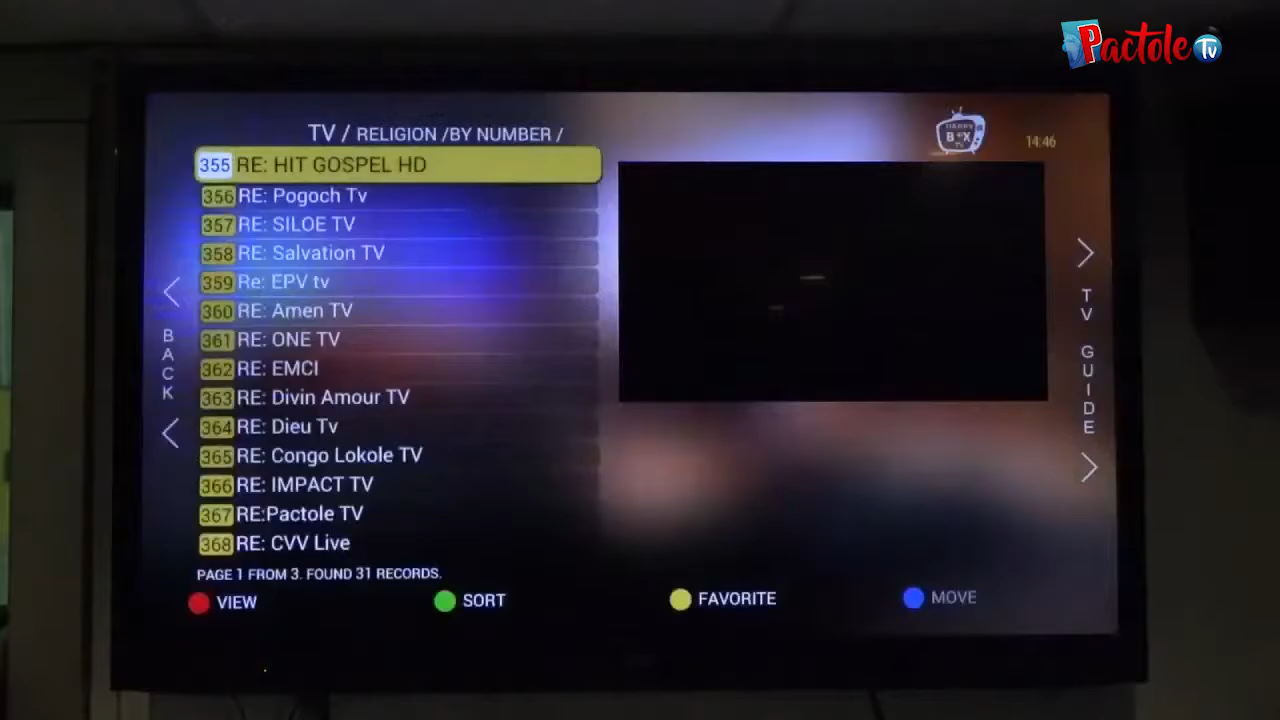 Pactole Tv
TV / RELIGION /BY NUMBER /
14:46
355 RE: HIT GOSPEL HD
356 RE: Pogoch Tv
357 RE: SILOE TV
358 RE: Salvation TV
359 Re: EPV tv
360 RE: Amen TV
361 RE: ONE TV
362 RE: EMCI
363 RE: Divin Amour TV
364 RE: Dieu Tv
365 RE: Congo Lokole TV
366 RE: IMPACT TV
367 RE:Pactole TV
368 RE: CVV Live
BACK
TV GUIDE
PAGE 1 FROM 3. FOUND 31 RECORDS.
VIEW SORT FAVORITE MOVE